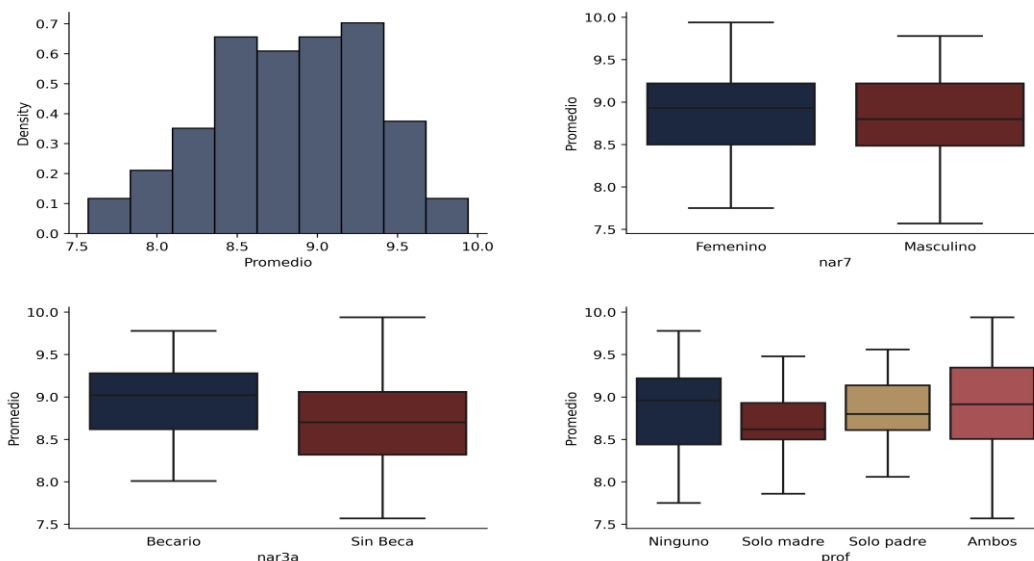 0.7
0.6
0.5
0.4
0.3
0.2
0.1
0.0
Density
7.5 8.0 8.5 9.0 9.5 10.0
Promedio
10.0
9.5
9.0
8.5
8.0
7.5
Promedio
Femenino Masculino
nar7
10.0
9.5
9.0
8.5
8.0
7.5
Promedio
Becario Sin Beca
nar3a
10.0
9.5
9.0
8.5
8.0
7.5
Promedio
Ninguno Solo madre Solo padre Ambos
prof